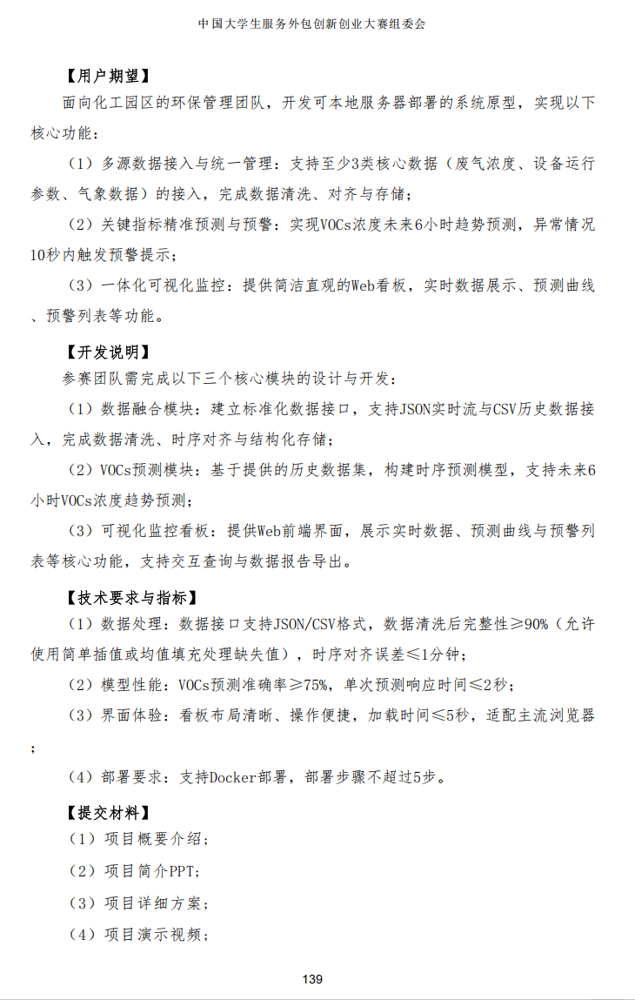 中国大学生服务外包创新创业大赛组委会
【用户期望】
面向化工园区的环保管理团队，开发可本地服务器部署的系统原型，实现以下
核心功能：
（1）多源数据接入与统一管理：支持至少3类核心数据（废气浓度、设备运行
参数、气象数据）的接入，完成数据清洗、对齐与存储；
（2）关键指标精准预测与预警：实现VOCs浓度未来6小时趋势预测，异常情况
10秒内触发预警提示；
（3）一体化可视化监控：提供简洁直观的Web看板，实时数据展示、预测曲线
、预警列表等功能。
【开发说明】
参赛团队需完成以下三个核心模块的设计与开发：
（1）数据融合模块：建立标准化数据接口，支持JSON实时流与CSV历史数据接
入，完成数据清洗、时序对齐与结构化存储；
（2）VOCs预测模块：基于提供的历史数据集，构建时序预测模型，支持未来6
小时VOCs浓度趋势预测；
（3）可视化监控看板：提供Web前端界面，展示实时数据、预测曲线与预警列
表等核心功能，支持交互查询与数据报告导出。
【技术要求与指标】
（1）数据处理：数据接口支持JSON/CSV格式，数据清洗后完整性≥90%（允许
使用简单插值或均值填充处理缺失值），时序对齐误差≤1分钟；
（2）模型性能：VOCs预测准确率≥75%，单次预测响应时间≤2秒；
（3）界面体验：看板布局清晰、操作便捷，加载时间≤5秒，适配主流浏览器
；
（4）部署要求：支持Docker部署，部署步骤不超过5步。
【提交材料】
（1）项目概要介绍；
（2）项目简介PPT；
（3）项目详细方案；
（4）项目演示视频；
139